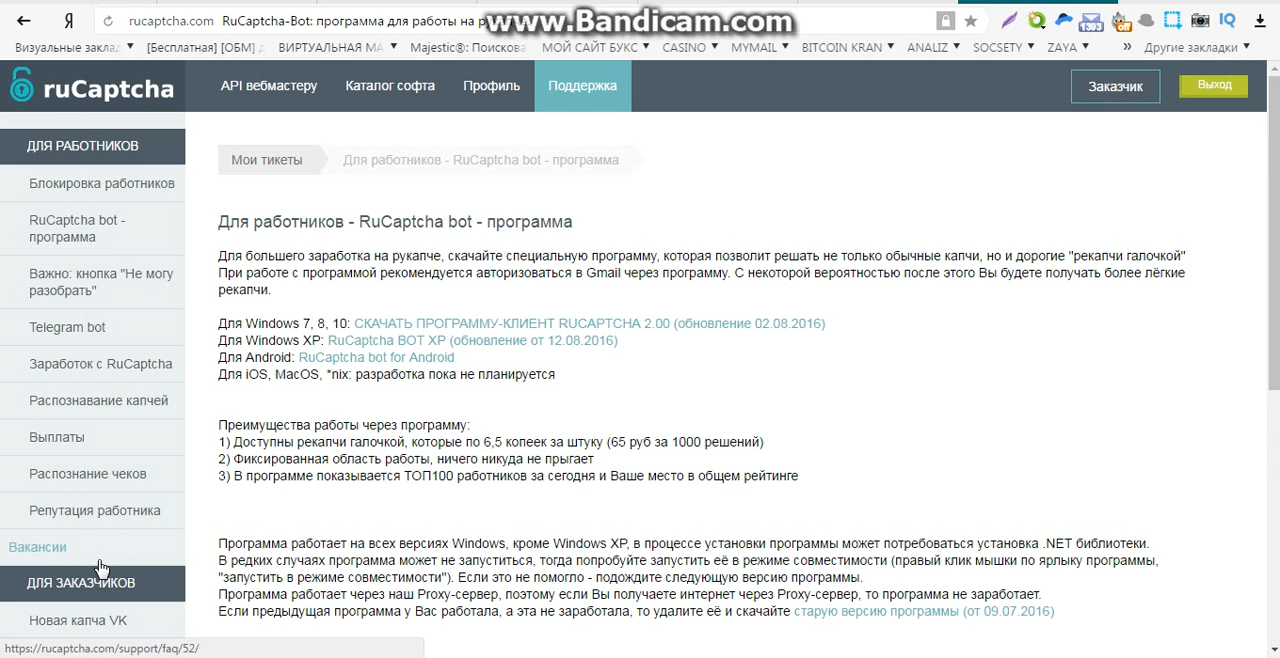 Я rucaptcha.com RuCaptcha-Bot: программа для работы на
www.Bandicam.com
1393
off
IQ
Визуальные заклад [Бесплатная] [ОБМ] ВИРТУАЛЬНАЯ МА Majestic®: Поискова МОЙ САЙТ БУКС CASINO MYMAIL BITCOIN KRAN ANALIZ SOCSETY ZAYA » Другие закладки
ruCaptcha API вебмастеру Каталог софта Профиль Поддержка Заказчик Выход
ДЛЯ РАБОТНИКОВ
Блокировка работников
RuCaptcha bot -
программа
Важно: кнопка "Не могу
разобрать"
Telegram bot
Заработок с RuCaptcha
Распознавание капчей
Выплаты
Распознание чеков
Репутация работника
Вакансии
ДЛЯ ЗАКАЗЧИКОВ
Новая капча VK
https://rucaptcha.com/support/faq/52/
Мои тикеты Для работников - RuCaptcha bot - программа
Для работников - RuCaptcha bot - программа
Для большего заработка на рукапче, скачайте специальную программу, которая позволит решать не только обычные капчи, но и дорогие "рекапчи галочкой"
При работе с программой рекомендуется авторизоваться в Gmail через программу. С некоторой вероятностью после этого Вы будете получать более лёгкие
рекапчи.
Для Windows 7, 8, 10: СКАЧАТЬ ПРОГРАММУ-КЛИЕНТ RUCAPTCHA 2.00 (обновление 02.08.2016)
Для Windows XP: RuCaptcha BOT XP (обновление от 12.08.2016)
Для Android: RuCaptcha bot for Android
Для iOS, MacOS, *nix: разработка пока не планируется
Преимущества работы через программу:
1) Доступны рекапчи галочкой, которые по 6,5 копеек за штуку (65 руб за 1000 решений)
2) Фиксированная область работы, ничего никуда не прыгает
3) В программе показывается ТОП100 работников за сегодня и Ваше место в общем рейтинге
Программа работает на всех версиях Windows, кроме Windows XP, в процессе установки программы может потребоваться установка .NET библиотеки.
В редких случаях программа может не запуститься, тогда попробуйте запустить её в режиме совместимости (правый клик мышки по ярлыку программы,
"запустить в режиме совместимости"). Если это не помогло - подождите следующую версию программы.
Программа работает через наш Proxy-сервер, поэтому если Вы получаете интернет через Proxy-сервер, то программа не заработает.
Если предыдущая программа у Вас работала, а эта не заработала, то удалите её и скачайте старую версию программы (от 09.07.2016)